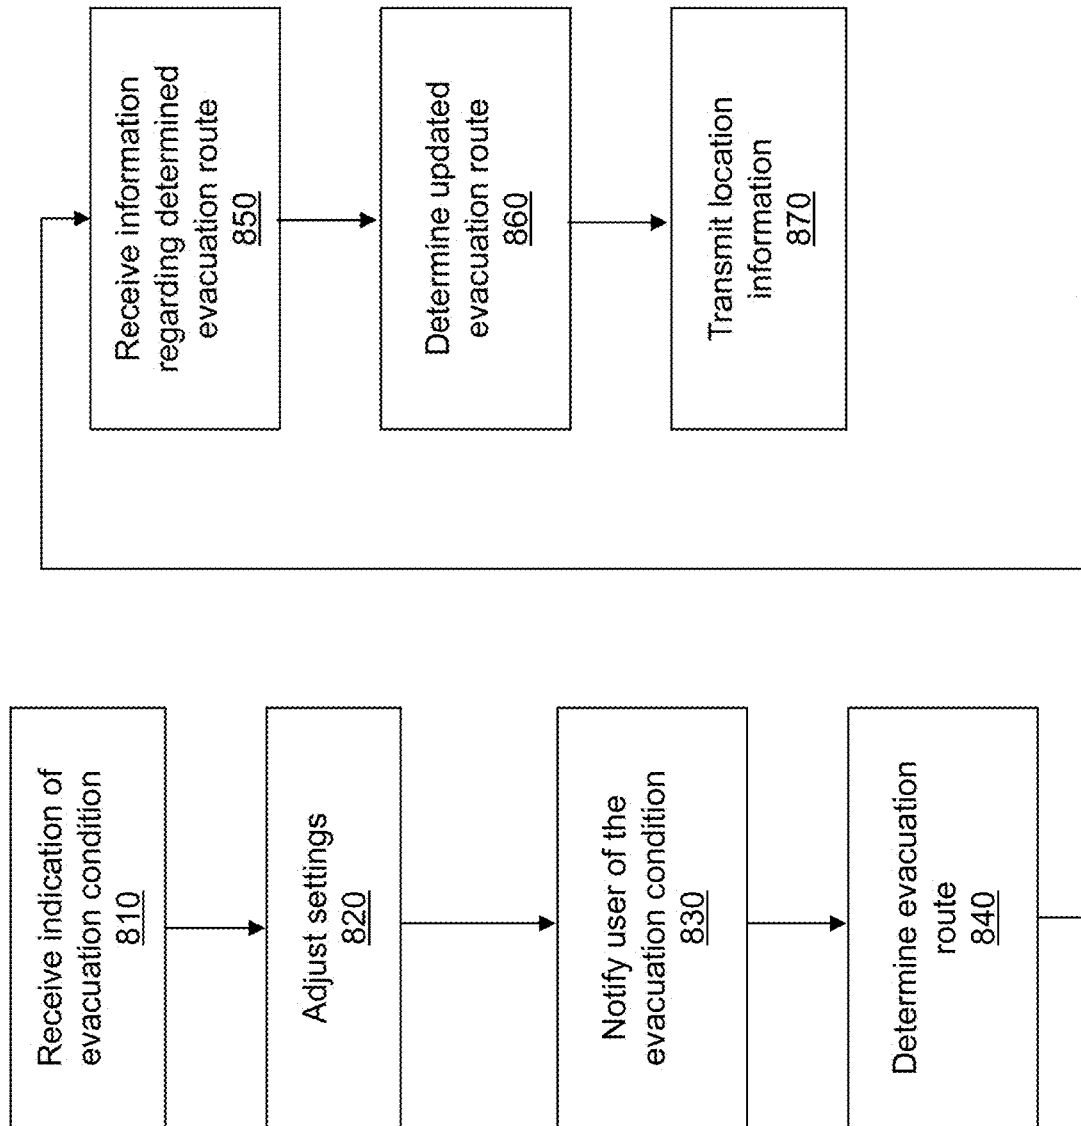 Receive indication of
evacuation condition
810
Adjust settings
820
Notify user of the
evacuation condition
830
Determine evacuation
route
840
Receive information
regarding determined
evacuation route
850
Determine updated
evacuation route
860
Transmit location
information
870